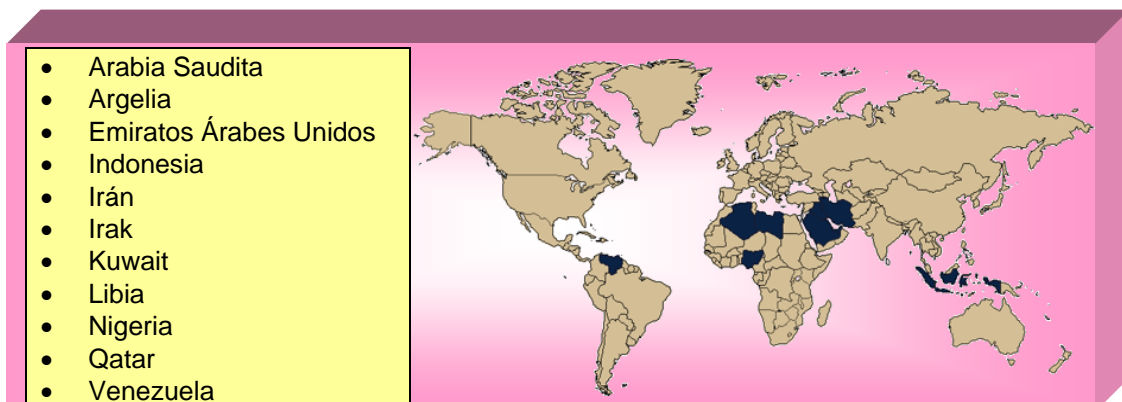 • Arabia Saudita
• Argelia
• Emiratos Árabes Unidos
• Indonesia
• Irán
• Irak
• Kuwait
• Libia
• Nigeria
• Qatar
• Venezuela